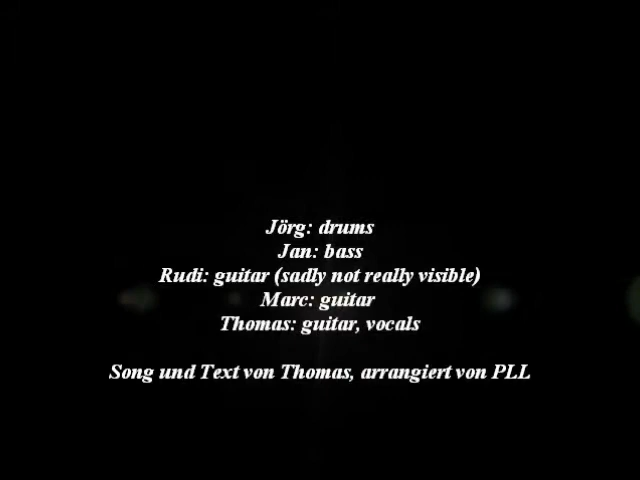 Jörg: drums
Jan: bass
Rudi: guitar (sadly not really visible)
Marc: guitar
Thomas: guitar, vocals
Song und Text von Thomas, arrangiert von PLL